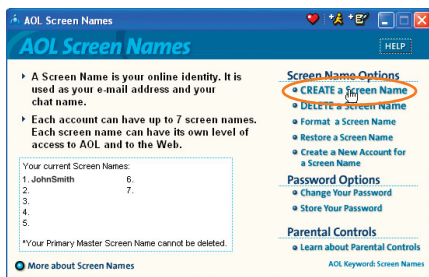 AOL Screen Names
AOL Screen Names
HELP
A Screen Name is your online identity. It is
used as your e-mail address and your
chat name.
Each account can have up to 7 screen names.
Each screen name can have its own level of
access to AOL and to the Web.
Your current Screen Names:
1. JohnSmith 6.
2. 7.
3.
4.
5.
*Your Primary Master Screen Name cannot be deleted.
More about Screen Names
Screen Name Options
CREATE a Screen Name
DELETE a Screen Name
Format a Screen Name
Restore a Screen Name
Create a New Account for
a Screen Name
Password Options
Change Your Password
Store Your Password
Parental Controls
Learn about Parental Controls
AOL Keyword: Screen Names